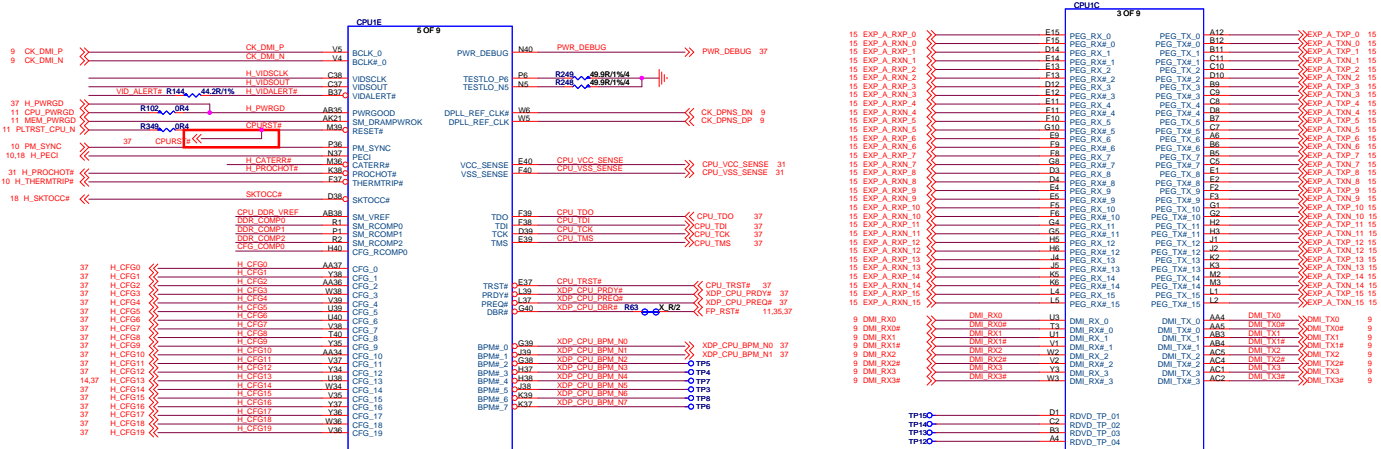 CPU1E
5 OF 9
9 CK_DMI_P CK_DMI_P V5 BCLK_0
9 CK_DMI_N CK_DMI_N V4 BCLK#_0
H_VIDSCLK C38 VIDSCLK
H_VIDSOUT C37 VIDSOUT
VID_ALERT# R144 44.2R/1% H_VIDALERT# B37 VIDALERT#
37 H_PWRGD
11 CPU_PWRGD R102 0R4 H_PWRGD AB35 PWRGOOD
11 MEM_PWRGD AK21 SM_DRAMPWROK
11 PLTRST_CPU_N R349 0R4 CPURST# M39 RESET#
37 CPURST#
10 PM_SYNC P36 PM_SYNC
10,18 H_PECI N37 PECI
H_CATERR# M36 CATERR#
31 H_PROCHOT# H_PROCHOT# K38 PROCHOT#
10 H_THERMTRIP# F37 THERMTRIP#
18 H_SKTOCC# SKTOCC# D38 SKTOCC#
CPU_DDR_VREF AB38 SM_VREF
DDR_COMP0 R1 SM_RCOMP0
DDR_COMP1 P1 SM_RCOMP1
DDR_COMP2 R2 SM_RCOMP2
CFG_COMP0 H40 CFG_RCOMP0
37 H_CFG0 H_CFG0 AA37 CFG_0
37 H_CFG1 H_CFG1 Y38 CFG_1
37 H_CFG2 H_CFG2 AA36 CFG_2
37 H_CFG3 H_CFG3 W38 CFG_3
37 H_CFG4 H_CFG4 V39 CFG_4
37 H_CFG5 H_CFG5 U39 CFG_5
37 H_CFG6 H_CFG6 U40 CFG_6
37 H_CFG7 H_CFG7 V38 CFG_7
37 H_CFG8 H_CFG8 T40 CFG_8
37 H_CFG9 H_CFG9 Y35 CFG_9
37 H_CFG10 H_CFG10 AA34 CFG_10
37 H_CFG11 H_CFG11 V37 CFG_11
37 H_CFG12 H_CFG12 Y34 CFG_12
14,37 H_CFG13 H_CFG13 U38 CFG_13
37 H_CFG14 H_CFG14 W34 CFG_14
37 H_CFG15 H_CFG15 V35 CFG_15
37 H_CFG16 H_CFG16 Y37 CFG_16
37 H_CFG17 H_CFG17 Y36 CFG_17
37 H_CFG18 H_CFG18 W36 CFG_18
37 H_CFG19 H_CFG19 V36 CFG_19
PWR_DEBUG N40 PWR_DEBUG PWR_DEBUG 37
TESTLO_P6 P6 R249 49.9R/1%/4
TESTLO_N5 N5 R248 49.9R/1%/4
DPLL_REF_CLK# W6 CK_DPNS_DN 9
DPLL_REF_CLK W5 CK_DPNS_DP 9
VCC_SENSE E40 CPU_VCC_SENSE CPU_VCC_SENSE 31
VSS_SENSE F40 CPU_VSS_SENSE CPU_VSS_SENSE 31
TDO F39 CPU_TDO CPU_TDO 37
TDI F38 CPU_TDI CPU_TDI 37
TCK D39 CPU_TCK CPU_TCK 37
TMS E39 CPU_TMS CPU_TMS 37
TRST# E37 CPU_TRST# CPU_TRST# 37
PRDY# L39 XDP_CPU_PRDY# XDP_CPU_PRDY# 37
PREQ# L37 XDP_CPU_PREQ# XDP_CPU_PREQ# 37
DBR# G40 XDP_CPU_DBR# R63 X_R/2 FP_RST# 11,35,37
BPM#_0 G39 XDP_CPU_BPM_N0 XDP_CPU_BPM_N0 37
BPM#_1 J39 XDP_CPU_BPM_N1 XDP_CPU_BPM_N1 37
BPM#_2 G38 XDP_CPU_BPM_N2 TP5
BPM#_3 H37 XDP_CPU_BPM_N3 TP4
BPM#_4 H38 XDP_CPU_BPM_N4 TP7
BPM#_5 J38 XDP_CPU_BPM_N5 TP3
BPM#_6 K39 XDP_CPU_BPM_N6 TP8
BPM#_7 K37 XDP_CPU_BPM_N7 TP6
CPU1C
3 OF 9
15 EXP_A_RXP_0 E15 PEG_RX_0 PEG_TX_0 A12 EXP_A_TXP_0 15
15 EXP_A_RXN_0 F15 PEG_RX#_0 PEG_TX#_0 B12 EXP_A_TXN_0 15
15 EXP_A_RXP_1 D14 PEG_RX_1 PEG_TX_1 B11 EXP_A_TXP_1 15
15 EXP_A_RXN_1 E14 PEG_RX#_1 PEG_TX#_1 C11 EXP_A_TXN_1 15
15 EXP_A_RXP_2 E13 PEG_RX_2 PEG_TX_2 C10 EXP_A_TXP_2 15
15 EXP_A_RXN_2 F13 PEG_RX#_2 PEG_TX#_2 D10 EXP_A_TXN_2 15
15 EXP_A_RXP_3 D12 PEG_RX_3 PEG_TX_3 B9 EXP_A_TXP_3 15
15 EXP_A_RXN_3 E12 PEG_RX#_3 PEG_TX#_3 C9 EXP_A_TXN_3 15
15 EXP_A_RXP_4 E11 PEG_RX_4 PEG_TX_4 C8 EXP_A_TXP_4 15
15 EXP_A_RXN_4 F11 PEG_RX#_4 PEG_TX#_4 D8 EXP_A_TXN_4 15
15 EXP_A_RXP_5 F10 PEG_RX_5 PEG_TX_5 B7 EXP_A_TXP_5 15
15 EXP_A_RXN_5 G10 PEG_RX#_5 PEG_TX#_5 C7 EXP_A_TXN_5 15
15 EXP_A_RXP_6 E9 PEG_RX_6 PEG_TX_6 A6 EXP_A_TXP_6 15
15 EXP_A_RXN_6 F9 PEG_RX#_6 PEG_TX#_6 B6 EXP_A_TXN_6 15
15 EXP_A_RXP_7 F8 PEG_RX_7 PEG_TX_7 B5 EXP_A_TXP_7 15
15 EXP_A_RXN_7 G8 PEG_RX#_7 PEG_TX#_7 C5 EXP_A_TXN_7 15
15 EXP_A_RXP_8 D3 PEG_RX_8 PEG_TX_8 E1 EXP_A_TXP_8 15
15 EXP_A_RXN_8 D4 PEG_RX#_8 PEG_TX#_8 E2 EXP_A_TXN_8 15
15 EXP_A_RXP_9 E4 PEG_RX_9 PEG_TX_9 F2 EXP_A_TXP_9 15
15 EXP_A_RXN_9 E5 PEG_RX#_9 PEG_TX#_9 F3 EXP_A_TXN_9 15
15 EXP_A_RXP_10 F5 PEG_RX_10 PEG_TX_10 G1 EXP_A_TXP_10 15
15 EXP_A_RXN_10 F6 PEG_RX#_10 PEG_TX#_10 G2 EXP_A_TXN_10 15
15 EXP_A_RXP_11 G4 PEG_RX_11 PEG_TX_11 H2 EXP_A_TXP_11 15
15 EXP_A_RXN_11 G5 PEG_RX#_11 PEG_TX#_11 H3 EXP_A_TXN_11 15
15 EXP_A_RXP_12 H5 PEG_RX_12 PEG_TX_12 J1 EXP_A_TXP_12 15
15 EXP_A_RXN_12 H6 PEG_RX#_12 PEG_TX#_12 J2 EXP_A_TXN_12 15
15 EXP_A_RXP_13 J4 PEG_RX_13 PEG_TX_13 K2 EXP_A_TXP_13 15
15 EXP_A_RXN_13 J5 PEG_RX#_13 PEG_TX#_13 K3 EXP_A_TXN_13 15
15 EXP_A_RXP_14 K5 PEG_RX_14 PEG_TX_14 M2 EXP_A_TXP_14 15
15 EXP_A_RXN_14 K6 PEG_RX#_14 PEG_TX#_14 M3 EXP_A_TXN_14 15
15 EXP_A_RXP_15 L4 PEG_RX_15 PEG_TX_15 L1 EXP_A_TXP_15 15
15 EXP_A_RXN_15 L5 PEG_RX#_15 PEG_TX#_15 L2 EXP_A_TXN_15 15
9 DMI_RX0 DMI_RX0 U3 DMI_RX_0 DMI_TX_0 AA4 DMI_TX0 DMI_TX0 9
9 DMI_RX0# DMI_RX0# T3 DMI_RX#_0 DMI_TX#_0 AA5 DMI_TX0# DMI_TX0# 9
9 DMI_RX1 DMI_RX1 U1 DMI_RX_1 DMI_TX_1 AB3 DMI_TX1 DMI_TX1 9
9 DMI_RX1# DMI_RX1# V1 DMI_RX#_1 DMI_TX#_1 AB4 DMI_TX1# DMI_TX1# 9
9 DMI_RX2 DMI_RX2 W2 DMI_RX_2 DMI_TX_2 AC5 DMI_TX2 DMI_TX2 9
9 DMI_RX2# DMI_RX2# V2 DMI_RX#_2 DMI_TX#_2 AC4 DMI_TX2# DMI_TX2# 9
9 DMI_RX3 DMI_RX3 Y3 DMI_RX_3 DMI_TX_3 AC1 DMI_TX3 DMI_TX3 9
9 DMI_RX3# DMI_RX3# W3 DMI_RX#_3 DMI_TX#_3 AC2 DMI_TX3# DMI_TX3# 9
TP15 D1 RDVD_TP_01
TP14 C2 RDVD_TP_02
TP13 B3 RDVD_TP_03
TP12 A4 RDVD_TP_04